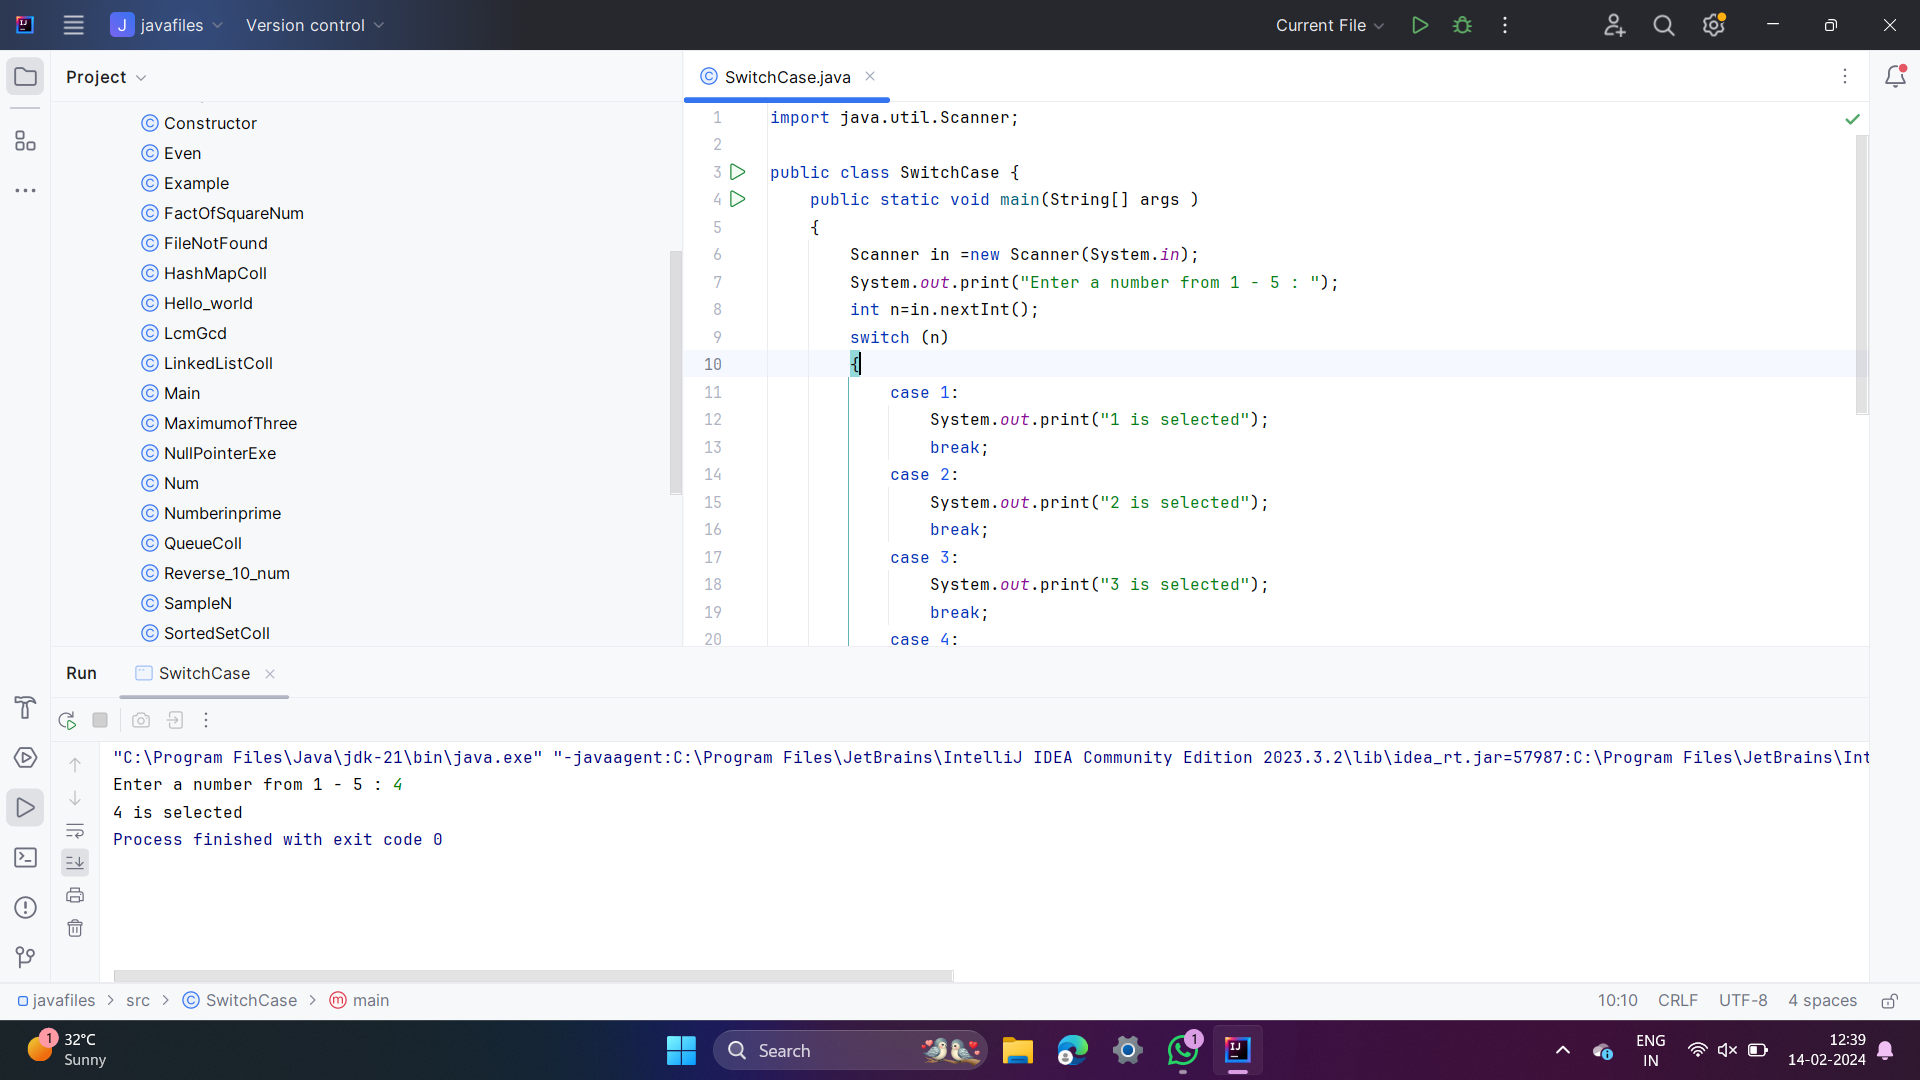 J javafiles Version control Current File
Project
Constructor
Even
Example
FactOfSquareNum
FileNotFound
HashMapColl
Hello_world
LcmGcd
LinkedListColl
Main
MaximumofThree
NullPointerExe
Num
Numberinprime
QueueColl
Reverse_10_num
SampleN
SortedSetColl
SwitchCase.java
1 import java.util.Scanner;
2
3 public class SwitchCase {
4 public static void main(String[] args )
5 {
6 Scanner in =new Scanner(System.in);
7 System.out.print("Enter a number from 1 - 5 : ");
8 int n=in.nextInt();
9 switch (n)
10 {
11 case 1:
12 System.out.print("1 is selected");
13 break;
14 case 2:
15 System.out.print("2 is selected");
16 break;
17 case 3:
18 System.out.print("3 is selected");
19 break;
20 case 4:
Run SwitchCase
"C:\Program Files\Java\jdk-21\bin\java.exe" "-javaagent:C:\Program Files\JetBrains\IntelliJ IDEA Community Edition 2023.3.2\lib\idea_rt.jar=57987:C:\Program Files\JetBrains\Int
Enter a number from 1 - 5 : 4
4 is selected
Process finished with exit code 0
javafiles > src > SwitchCase > main 10:10 CRLF UTF-8 4 spaces
1 32°C
Sunny
Search
1
ENG
IN
12:39
14-02-2024